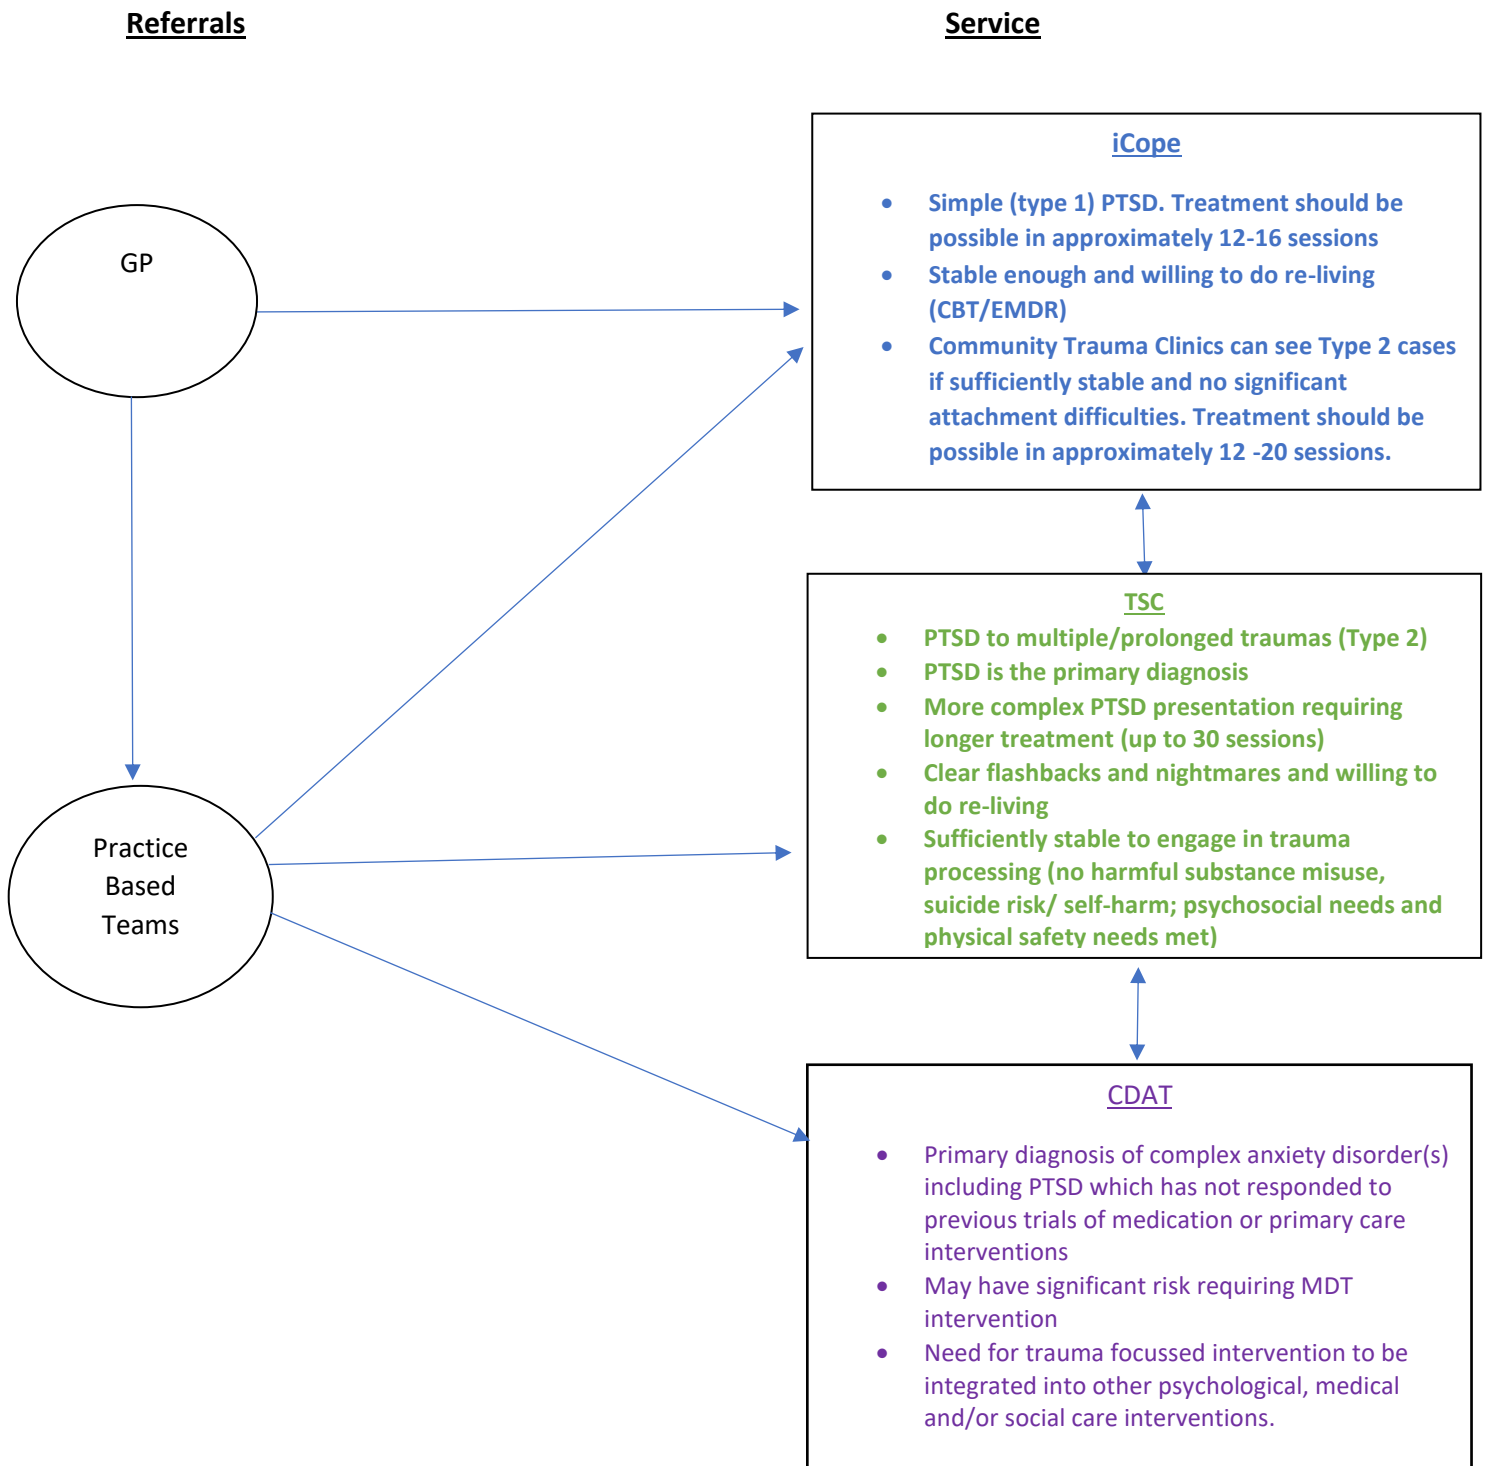 Referrals
Service
iCope
• Simple (type 1) PTSD. Treatment should be
possible in approximately 12-16 sessions
• Stable enough and willing to do re-living
(CBT/EMDR)
• Community Trauma Clinics can see Type 2 cases
if sufficiently stable and no significant
attachment difficulties. Treatment should be
possible in approximately 12 -20 sessions.
GP
TSC
• PTSD to multiple/prolonged traumas (Type 2)
• PTSD is the primary diagnosis
• More complex PTSD presentation requiring
longer treatment (up to 30 sessions)
• Clear flashbacks and nightmares and willing to
do re-living
• Sufficiently stable to engage in trauma
processing (no harmful substance misuse,
suicide risk/ self-harm; psychosocial needs and
physical safety needs met)
Practice
Based
Teams
CDAT
• Primary diagnosis of complex anxiety disorder(s)
including PTSD which has not responded to
previous trials of medication or primary care
interventions
• May have significant risk requiring MDT
intervention
• Need for trauma focussed intervention to be
integrated into other psychological, medical
and/or social care interventions.